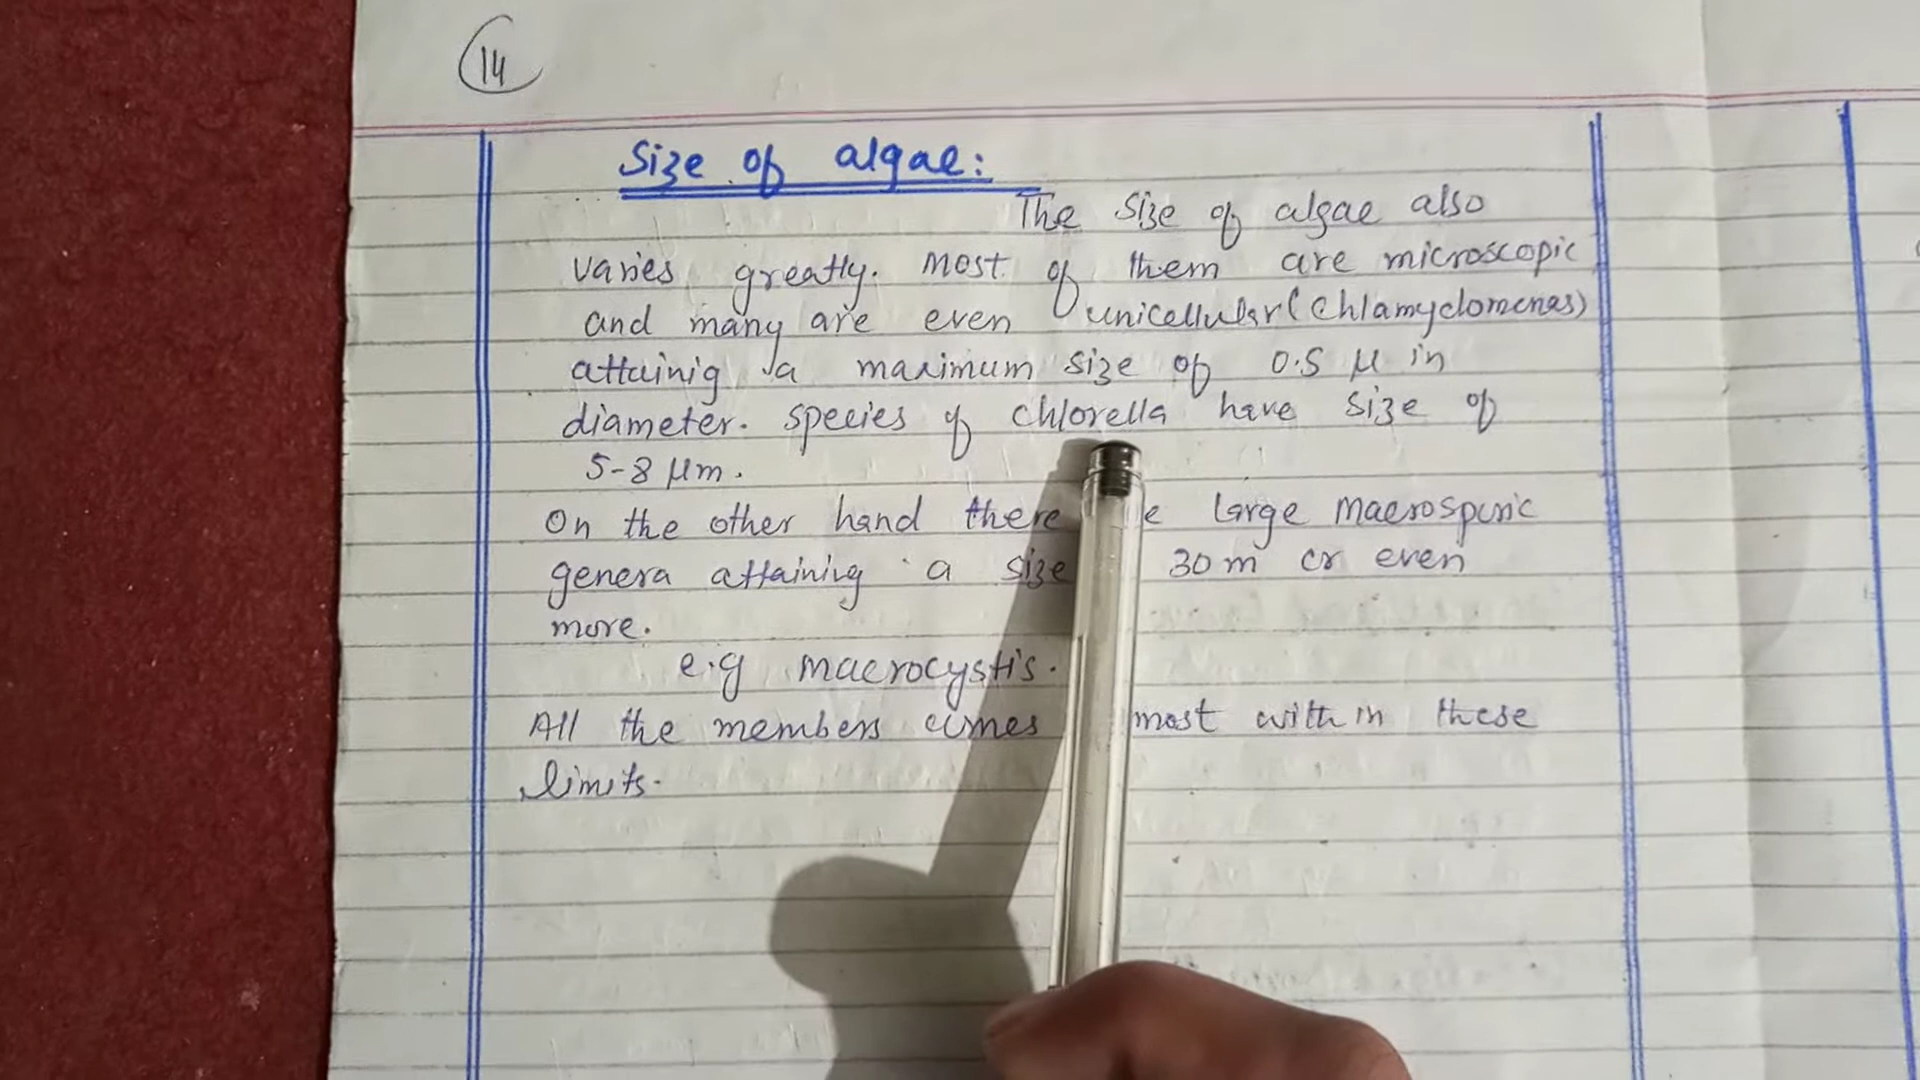 14
Size of algae:
The Size of algae also
varies greatly. Most of them are microscopic
and many are even unicellular (Chlamydomonas)
attainig a maximum size of 0.5 μ in
diameter. Species of Chlorella have size of
5-8 μm.
On the other hand there e large macrosporic
genera attaining a size 30 m or even
more.
e.g macrocystis.
All the members comes most with in these
limits.